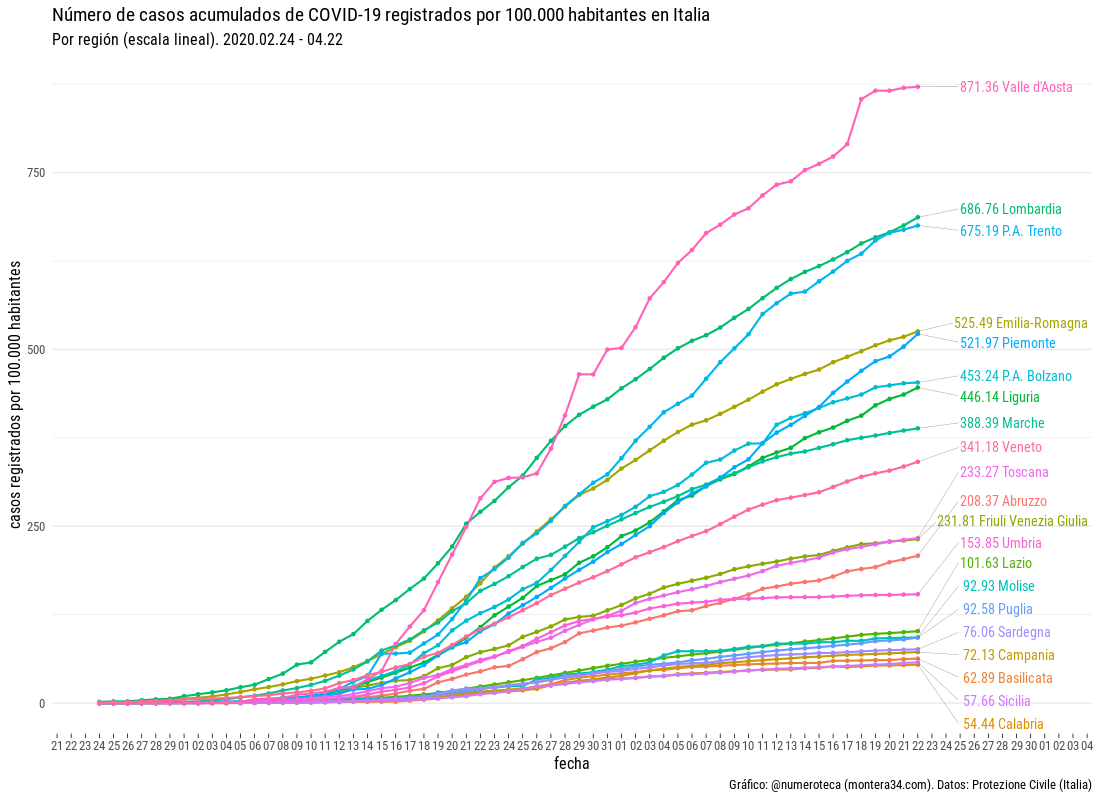 Número de casos acumulados de COVID-19 registrados por 100.000 habitantes en Italia
Por región (escala lineal). 2020.02.24 - 04.22
casos registrados por 100.000 habitantes
750
500
250
0
871.36 Valle d'Aosta
686.76 Lombardia
675.19 P.A. Trento
525.49 Emilia-Romagna
521.97 Piemonte
453.24 P.A. Bolzano
446.14 Liguria
388.39 Marche
341.18 Veneto
233.27 Toscana
208.37 Abruzzo
231.81 Friuli Venezia Giulia
153.85 Umbria
101.63 Lazio
92.93 Molise
92.58 Puglia
76.06 Sardegna
72.13 Campania
62.89 Basilicata
57.66 Sicilia
54.44 Calabria
21 22 23 24 25 26 27 28 29 01 02 03 04 05 06 07 08 09 10 11 12 13 14 15 16 17 18 19 20 21 22 23 24 25 26 27 28 29 30 31 01 02 03 04 05 06 07 08 09 10 11 12 13 14 15 16 17 18 19 20 21 22 23 24 25 26 27 28 29 30 01 02 03 04
fecha
Gráfico: @numeroteca (montera34.com). Datos: Protezione Civile (Italia)